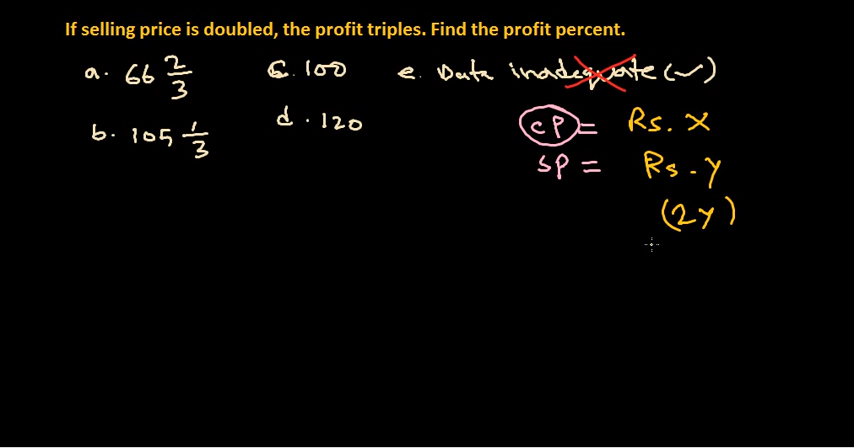 If selling price is doubled, the profit triples. Find the profit percent.
a. 66 2/3 c. 100 e. Data inadequate (~)
b. 105 1/3 d. 120
CP = Rs. X
SP = Rs. Y
(2Y)